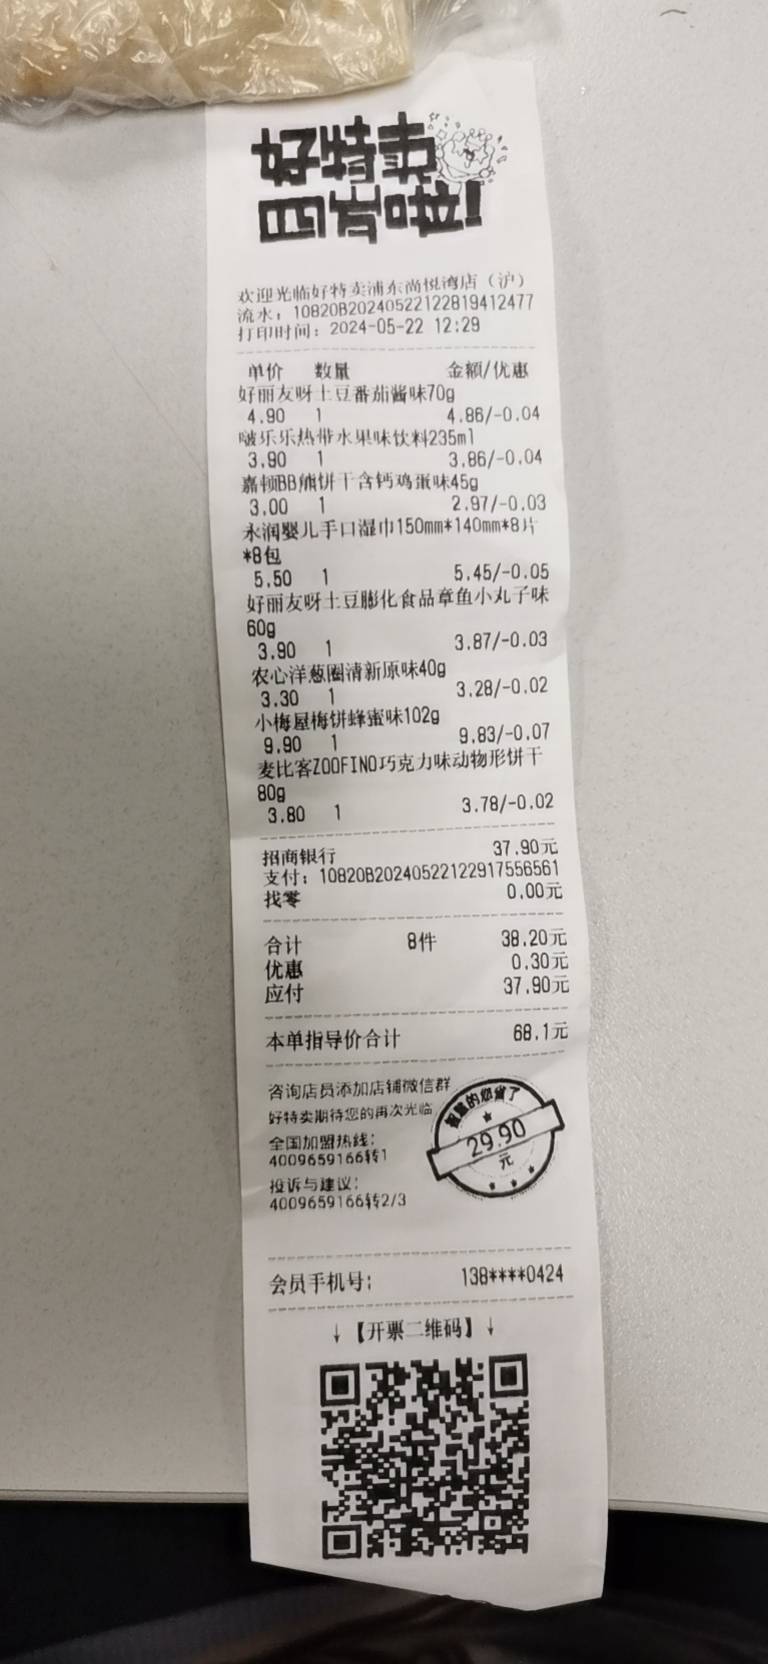 好特卖
日元哇!
欢迎光临好特卖浦东尚悦湾店（沪）
流水：10820B20240522122819412477
打印时间：2024-05-22 12:29
单价 数量 金额/优惠
好丽友呀土豆番茄酱味70g
4.90 1 4.86/-0.04
啵乐乐热带水果味饮料235ml
3.90 1 3.86/-0.04
嘉顿BB熊饼干含钙鸡蛋味45g
3.00 1 2.97/-0.03
永润婴儿手口湿巾150mm*140mm*8片
*8包
5.50 1 5.45/-0.05
好丽友呀土豆膨化食品章鱼小丸子味
60g
3.90 1 3.87/-0.03
农心洋葱圈清新原味40g
3.30 1 3.28/-0.02
小梅屋梅饼蜂蜜味102g
9.90 1 9.83/-0.07
麦比客ZOOFINO巧克力味动物形饼干
80g
3.80 1 3.78/-0.02
招商银行 37.90元
支付：10820B20240522122917556561
找零 0.00元
合计 8件 38.20元
优惠 0.30元
应付 37.90元
本单指导价合计 68.1元
咨询店员添加店铺微信群
好特卖期待您的再次光临
全国加盟热线：
4009659166转1
投诉与建议：
4009659166转2/3
的您省了
29.90
元
会员手机号： 138****0424
↓【开票二维码】↓